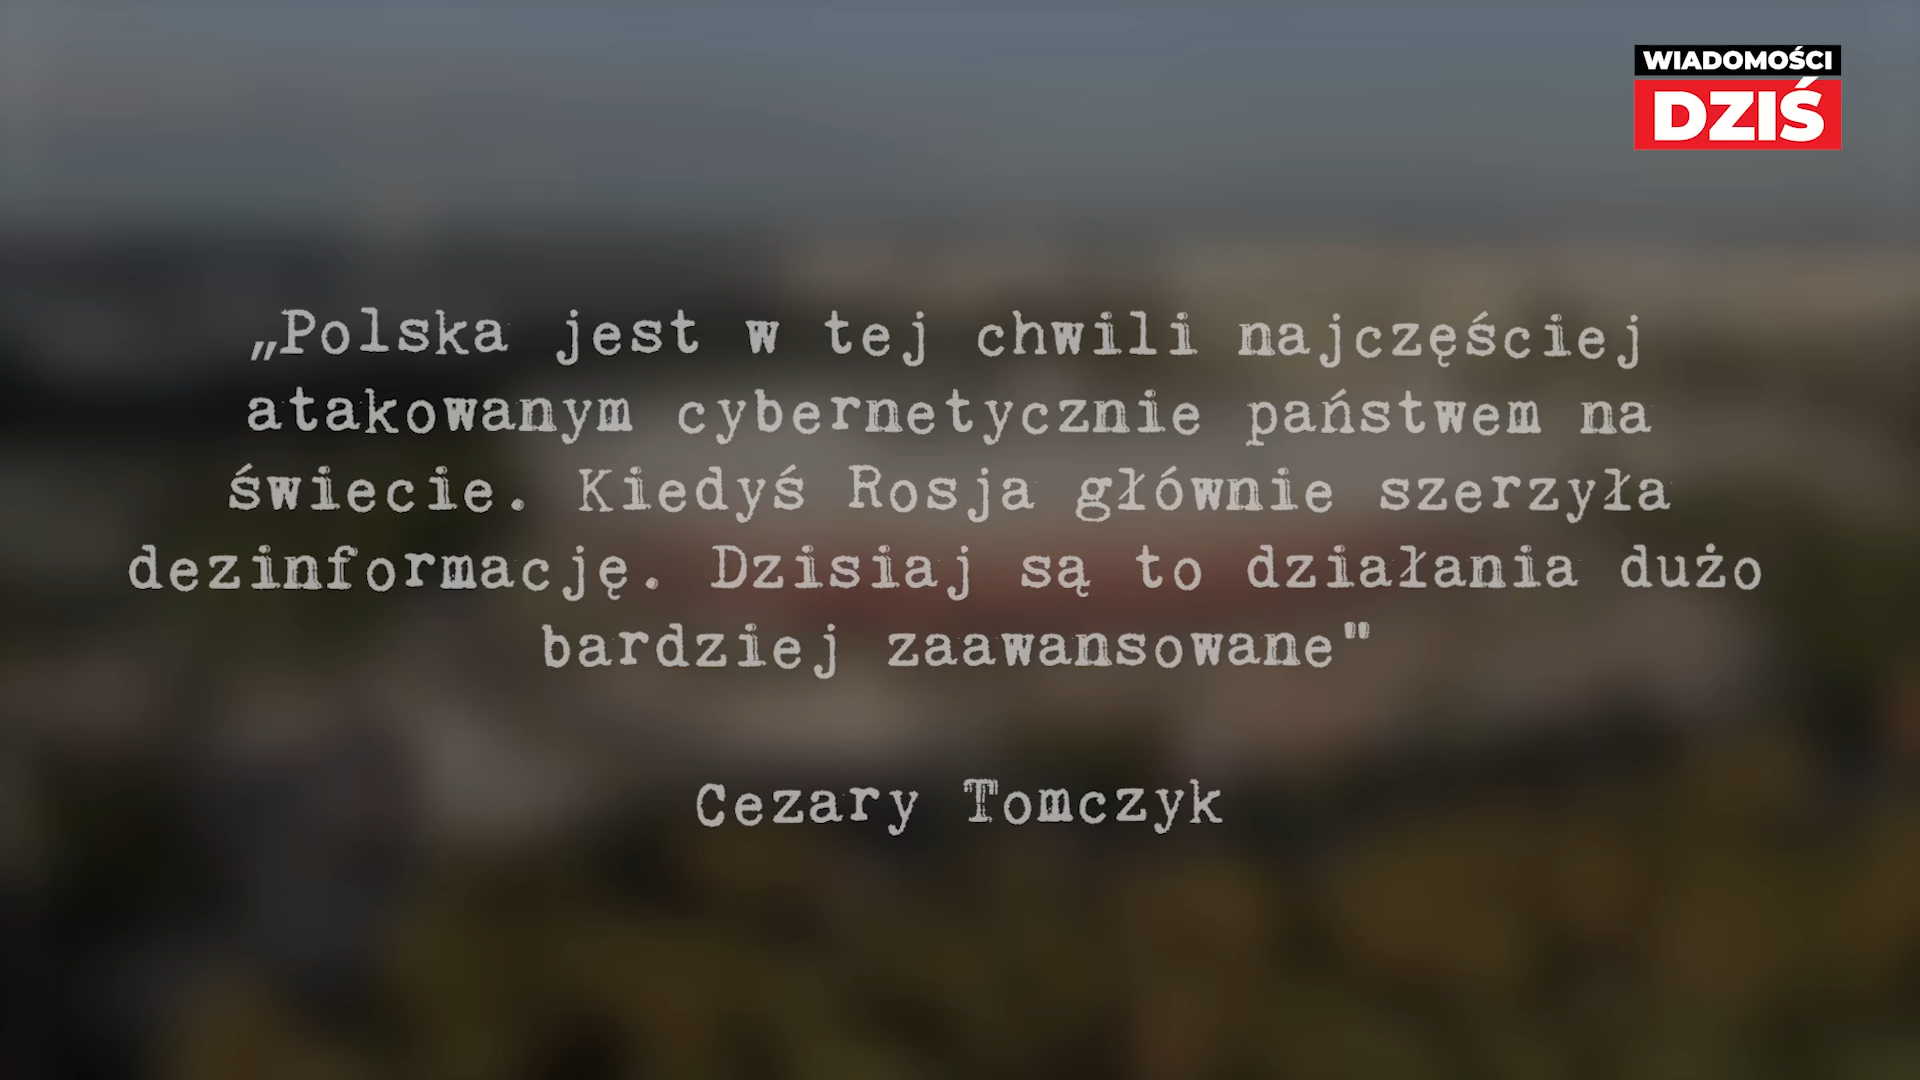 WIADOMOŚCI
DZIŚ
„Polska jest w tej chwili najczęściej
atakowanym cybernetycznie państwem na
świecie. Kiedyś Rosja głównie szerzyła
dezinformację. Dzisiaj są to działania dużo
bardziej zaawansowane"
Cezary Tomczyk